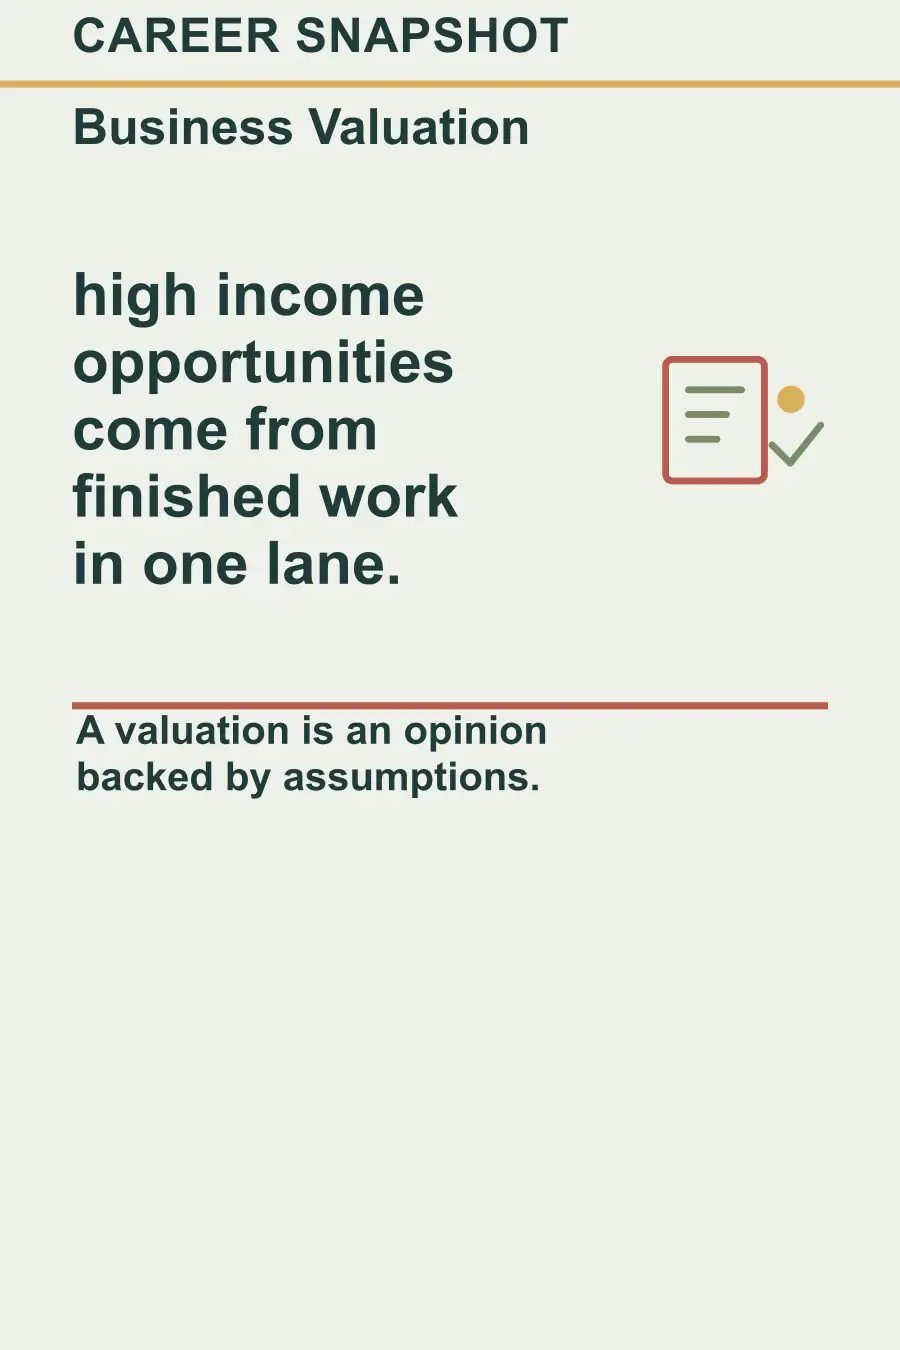 CAREER SNAPSHOT
Business Valuation
high income
opportunities
come from
finished work
in one lane.
A valuation is an opinion
backed by assumptions.